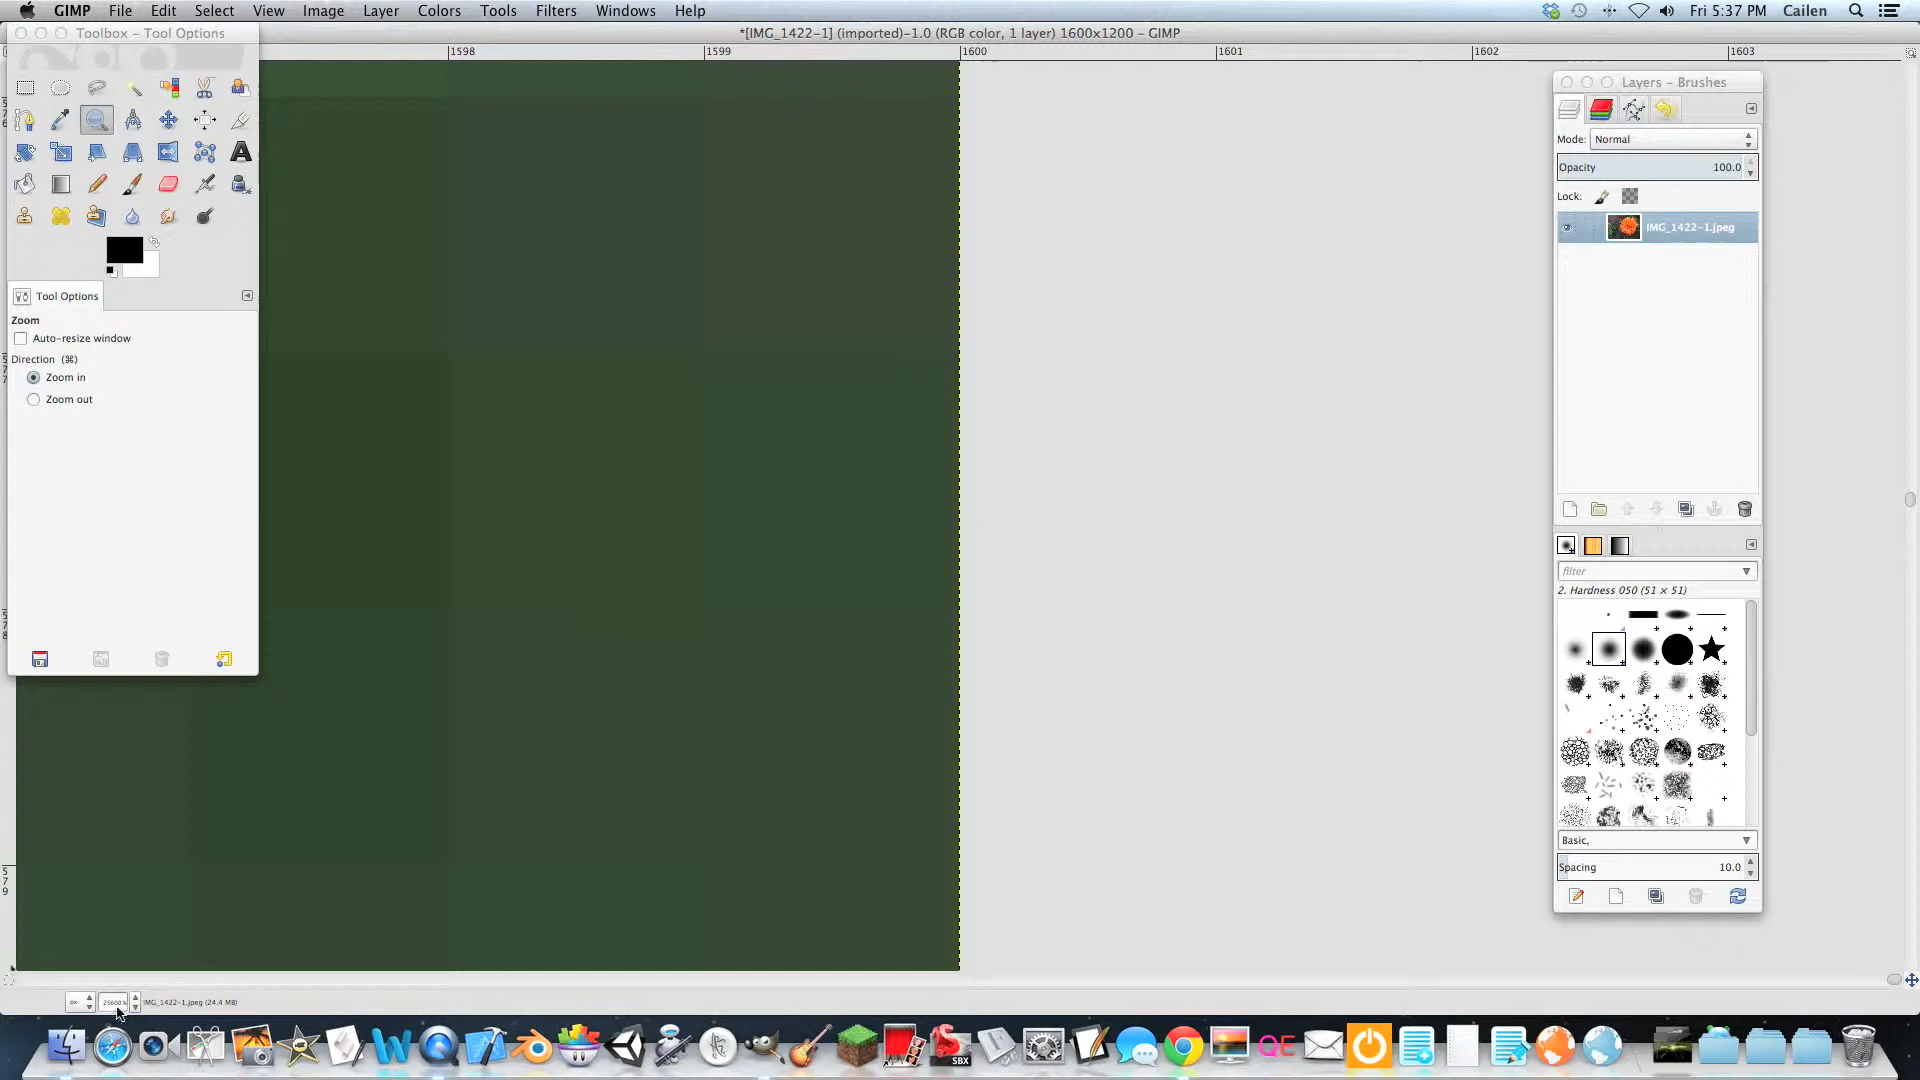 GIMP File Edit Select View Image Layer Colors Tools Filters Windows Help
Fri 5:37 PM Cailen
Toolbox – Tool Options
*[IMG_1422-1] (imported)-1.0 (RGB color, 1 layer) 1600x1200 – GIMP
1598 1599 1600 1601 1602 1603
Layers – Brushes
Mode: Normal
Opacity 100.0
Lock:
IMG_1422-1.jpeg
Tool Options
Zoom
Auto-resize window
Direction (⌘)
Zoom in
Zoom out
filter
2. Hardness 050 (51 × 51)
Basic,
Spacing 10.0
579
px 25600% IMG_1422-1.jpeg (24.4 MB)
W QE
SBX